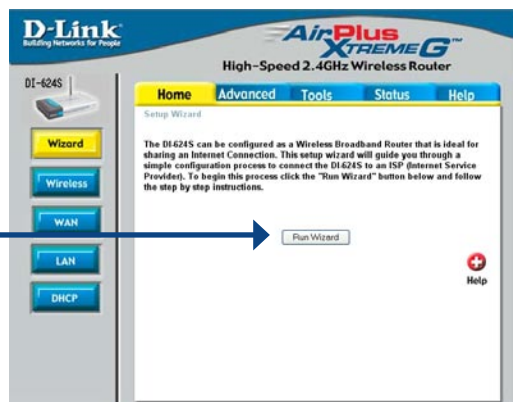 D-Link
Building Networks for People
AirPlus
XTREME G™
High-Speed 2.4GHz Wireless Router
DI-624S
Home Advanced Tools Status Help
Setup Wizard
The DI-624S can be configured as a Wireless Broadband Router that is ideal for
sharing an Internet Connection. This setup wizard will guide you through a
simple configuration process to connect the DI-624S to an ISP (Internet Service
Provider). To begin this process click the "Run Wizard" button below and follow
the step by step instructions.
Run Wizard
Help
Wizard
Wireless
WAN
LAN
DHCP